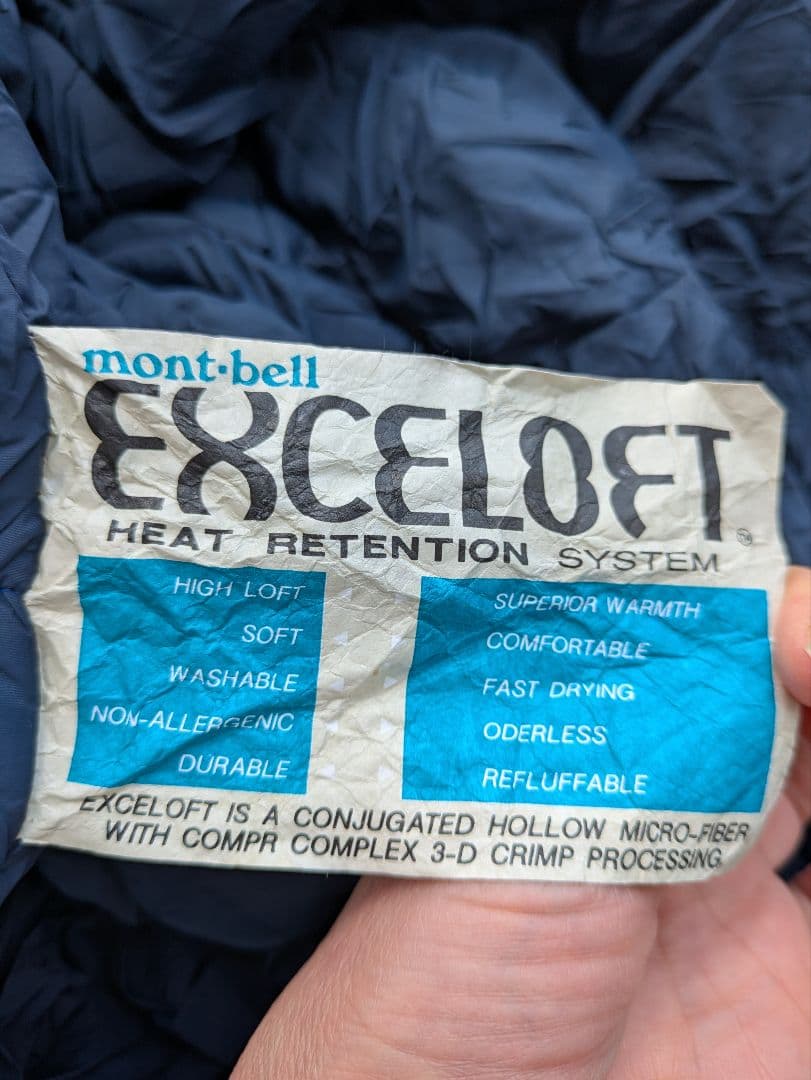 mont·bell
EXCELOFT
HEAT RETENTION SYSTEM
HIGH LOFT SUPERIOR WARMTH
SOFT COMFORTABLE
WASHABLE FAST DRYING
NON-ALLERGENIC ODERLESS
DURABLE REFLUFFABLE
EXCELOFT IS A CONJUGATED HOLLOW MICRO-FIBER
WITH COMPR COMPLEX 3-D CRIMP PROCESSING